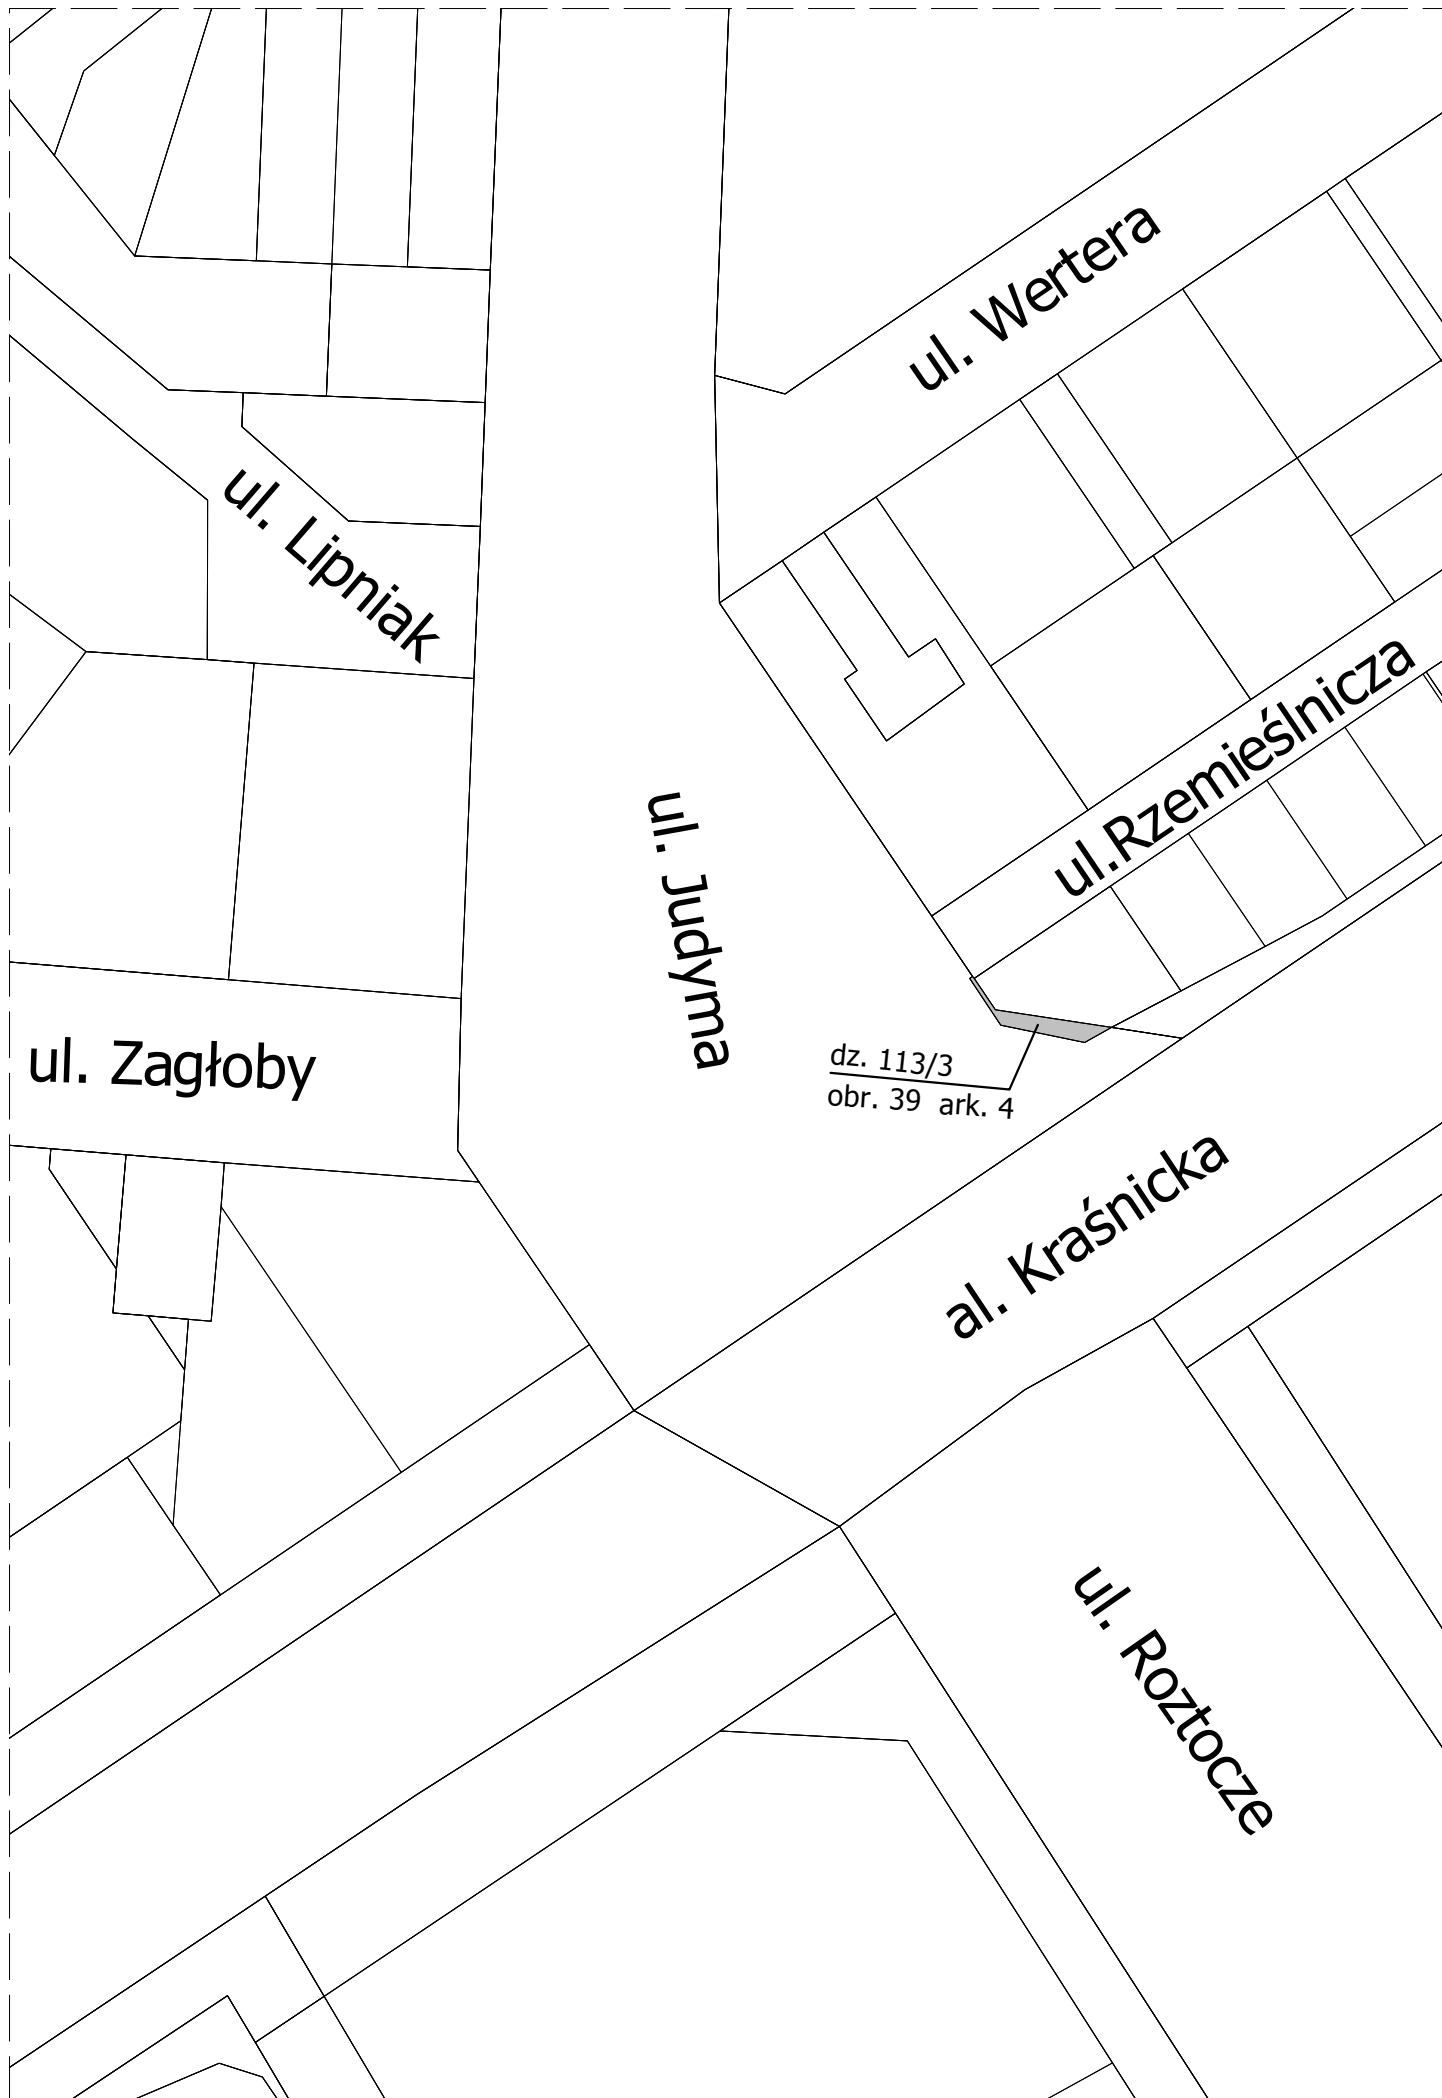 ul. Wertera
ul. Lipniak
ul.Rzemieślnicza
ul. Judyma
ul. Zagłoby
dz. 113/3
obr. 39 ark. 4
al. Kraśnicka
ul. Roztocze